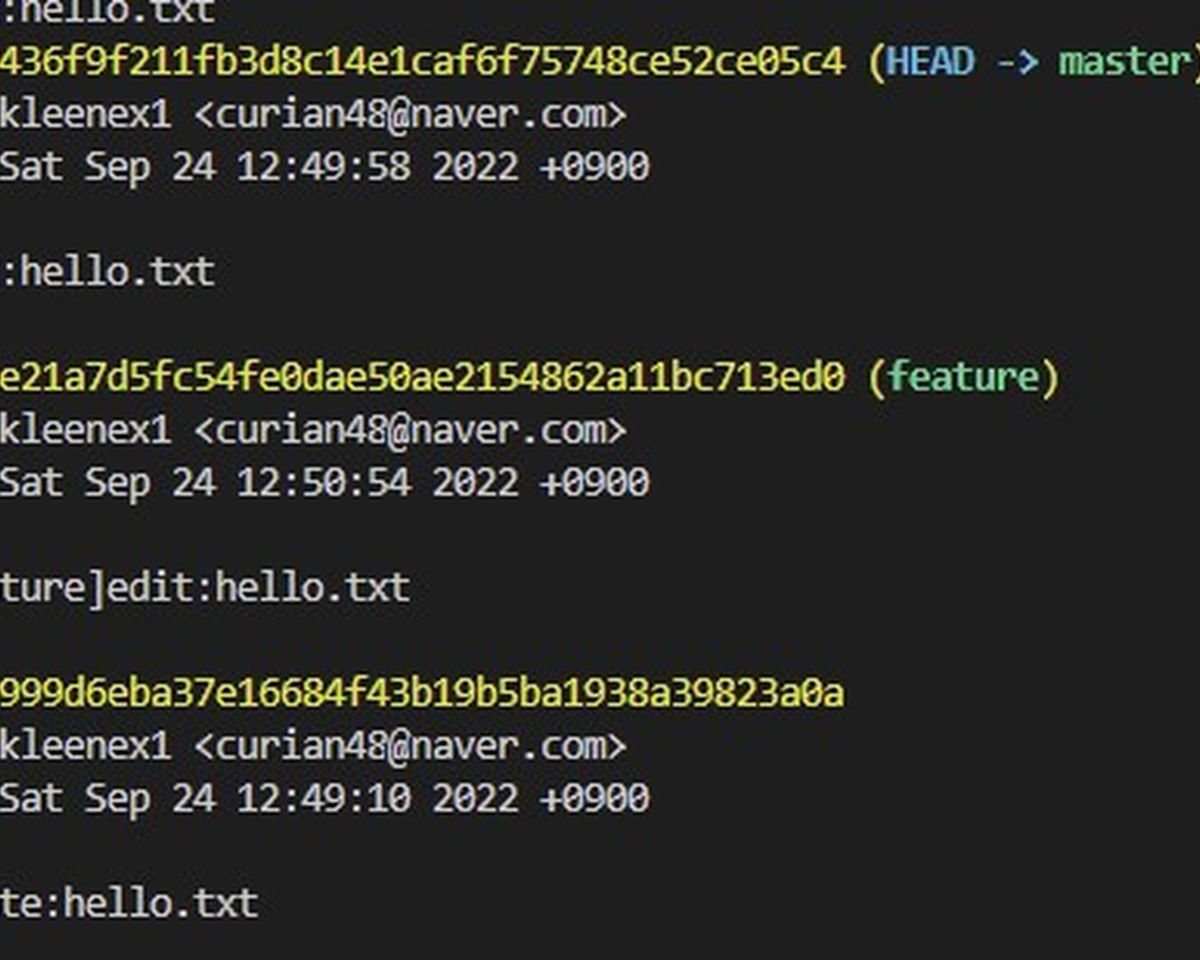 :hello.txt
436f9f211fb3d8c14e1caf6f75748ce52ce05c4 (HEAD -> master)
kleenex1 <curian48@naver.com>
Sat Sep 24 12:49:58 2022 +0900
:hello.txt
e21a7d5fc54fe0dae50ae2154862a11bc713ed0 (feature)
kleenex1 <curian48@naver.com>
Sat Sep 24 12:50:54 2022 +0900
ture]edit:hello.txt
999d6eba37e16684f43b19b5ba1938a39823a0a
kleenex1 <curian48@naver.com>
Sat Sep 24 12:49:10 2022 +0900
te:hello.txt